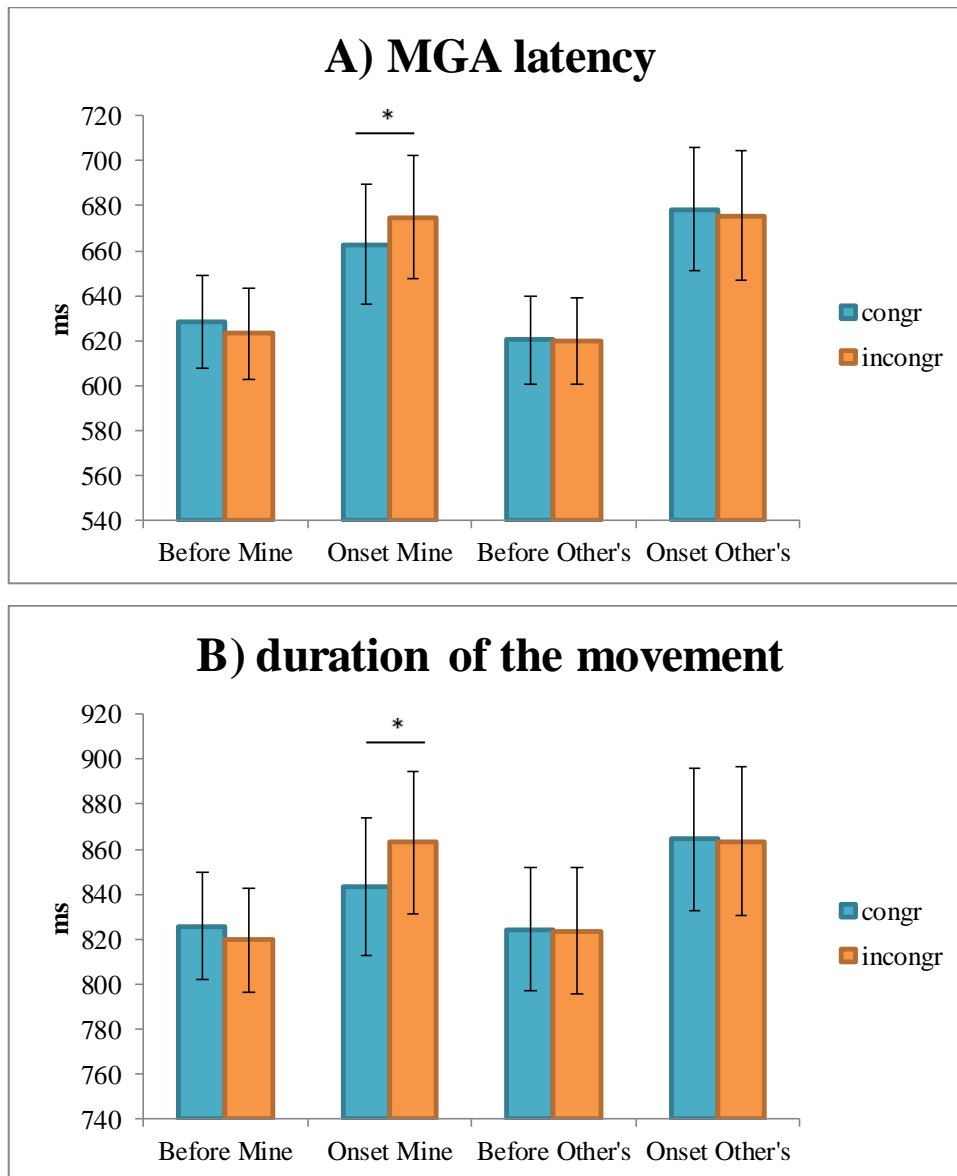 A) MGA latency
*
720
700
680
660
640
620
600
580
560
540
ms
Before Mine Onset Mine Before Other's Onset Other's
congr
incongr
B) duration of the movement
*
920
900
880
860
840
820
800
780
760
740
ms
Before Mine Onset Mine Before Other's Onset Other's
congr
incongr